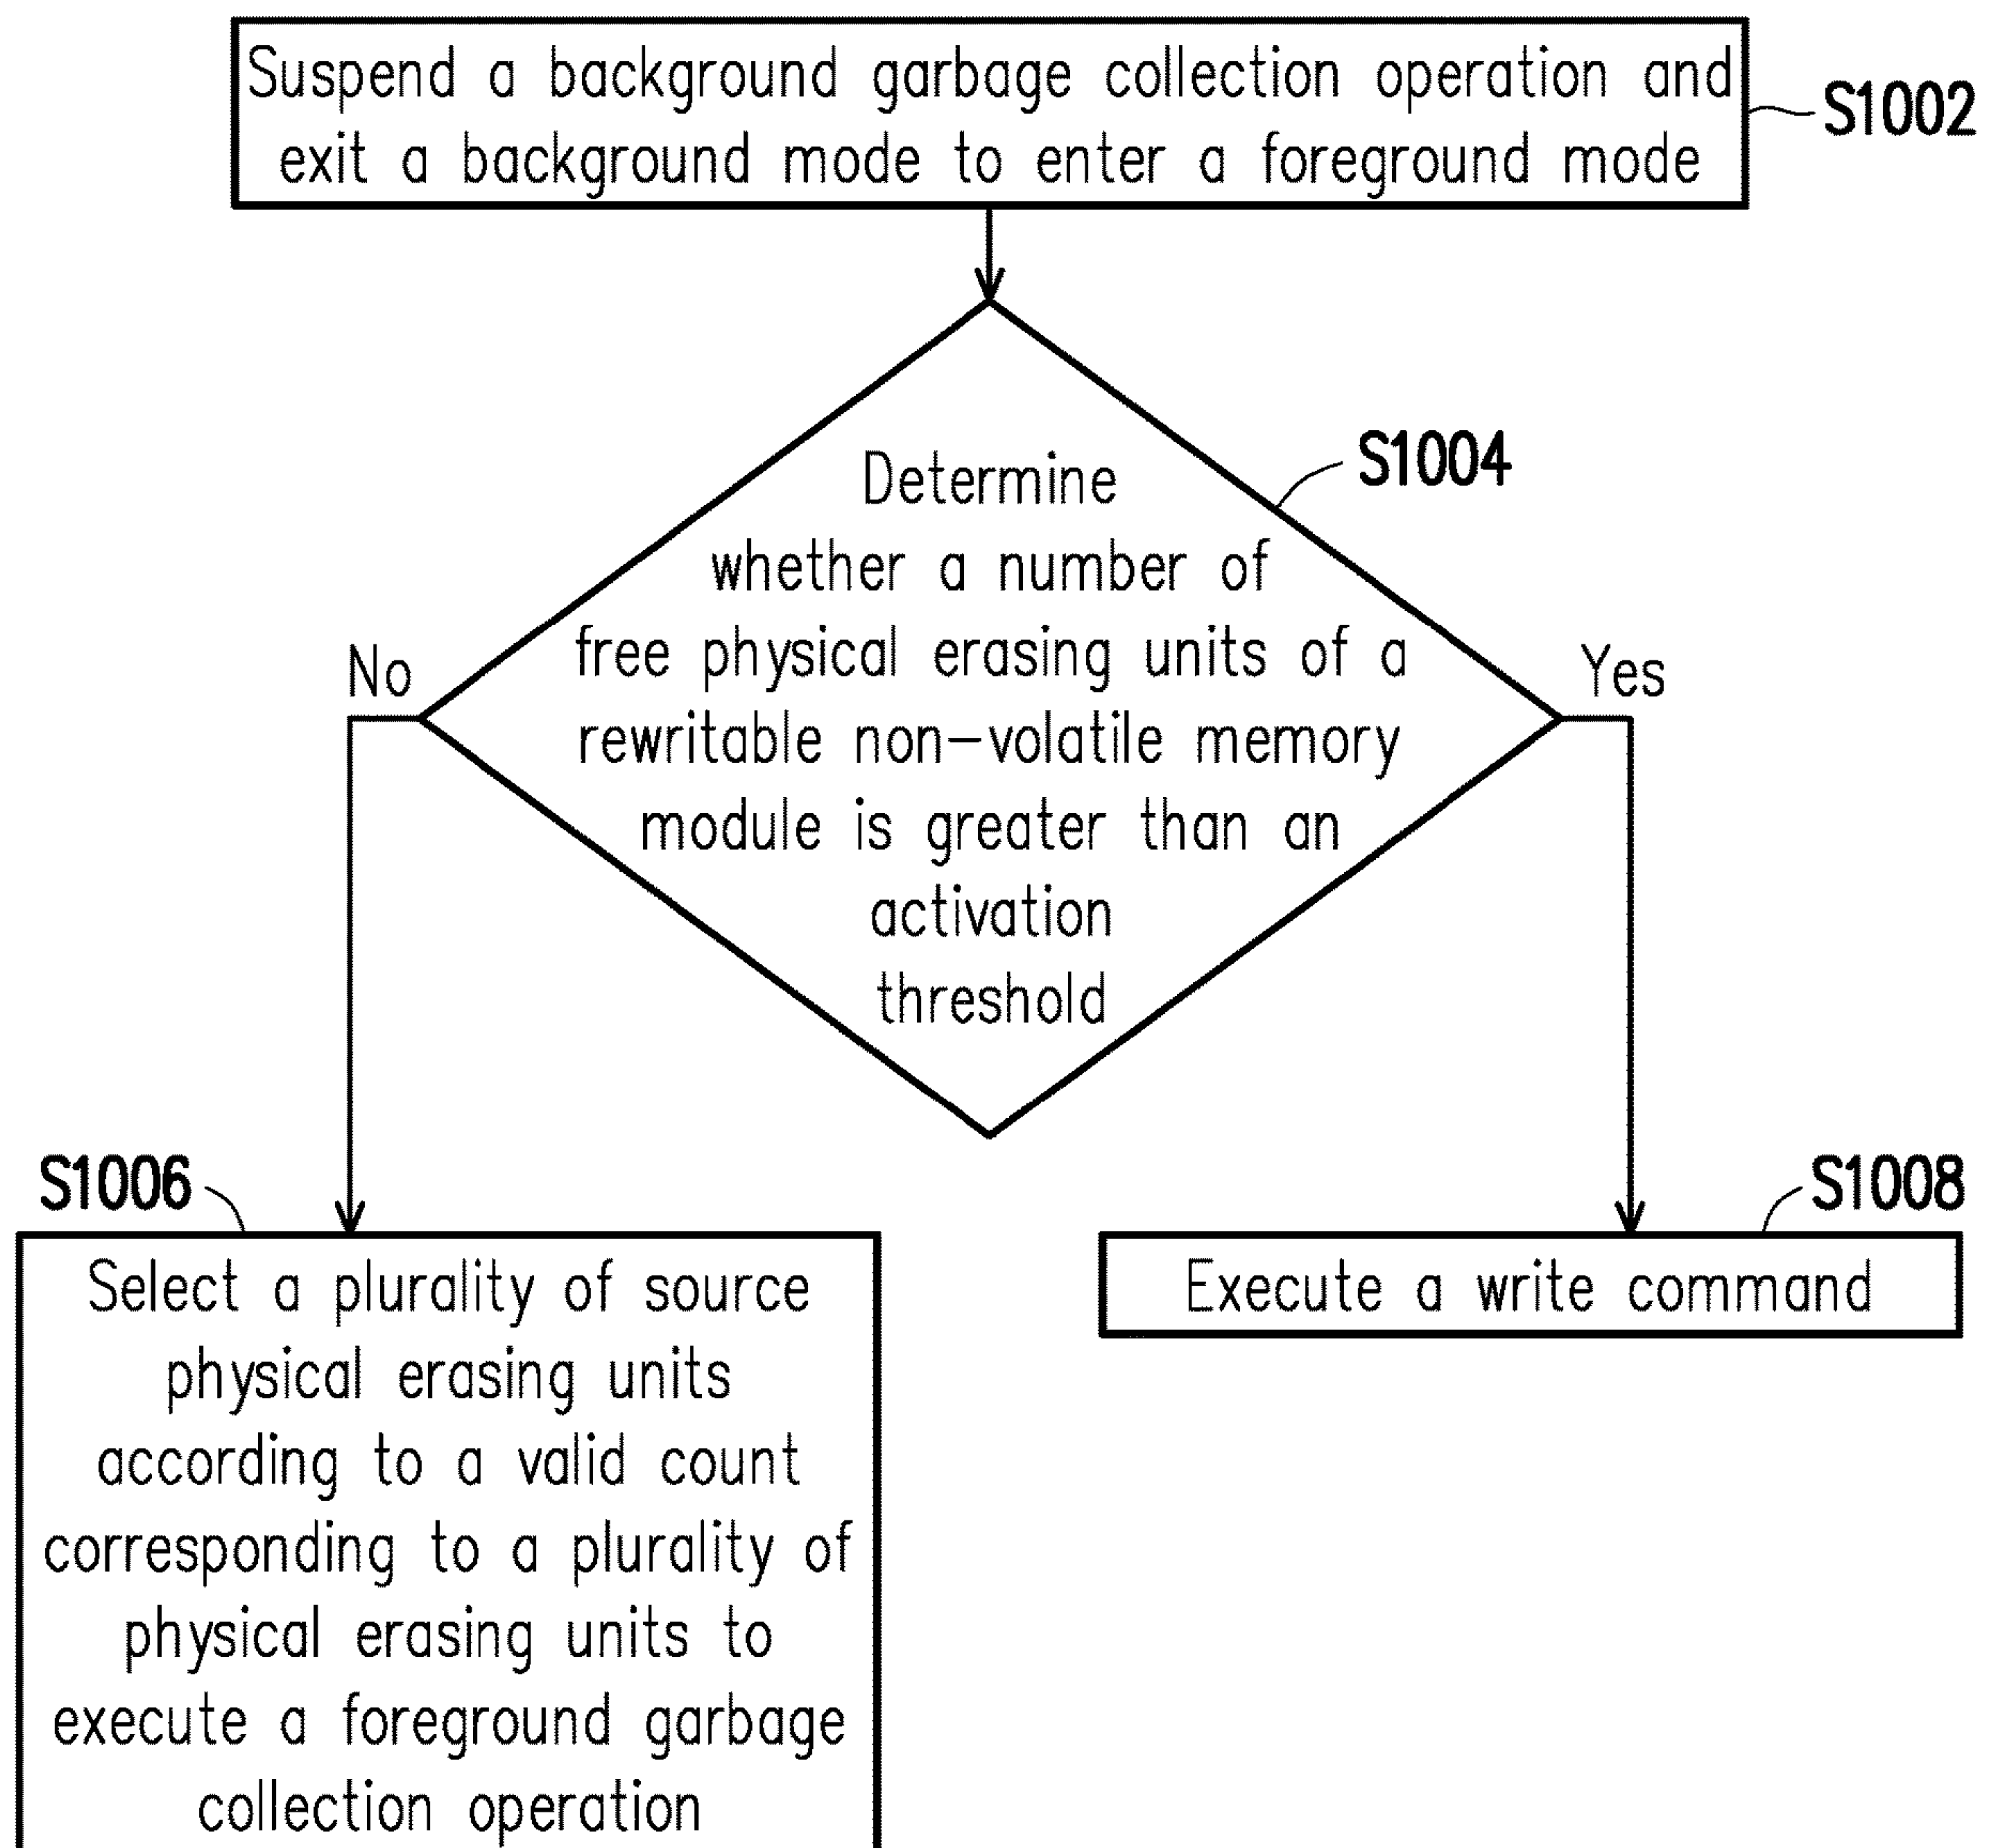 Suspend a background garbage collection operation and
exit a background mode to enter a foreground mode
S1002
Determine
whether a number of
free physical erasing units of a
rewritable non-volatile memory
module is greater than an
activation
threshold
S1004
No
Yes
S1006
Select a plurality of source
physical erasing units
according to a valid count
corresponding to a plurality of
physical erasing units to
execute a foreground garbage
collection operation
S1008
Execute a write command